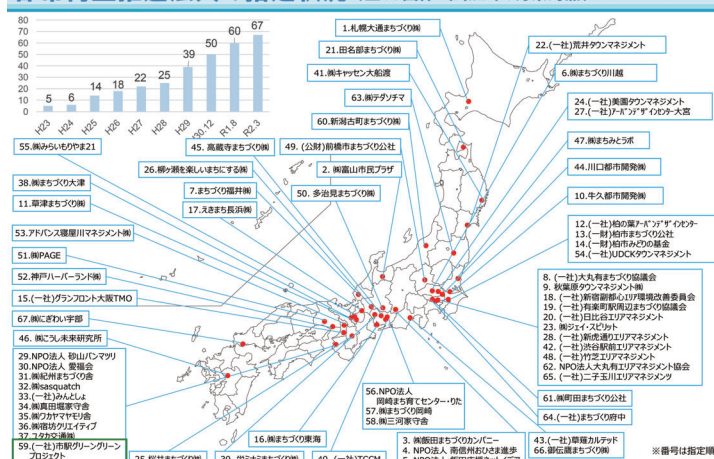 80
70
60
50
40
30
20
10
0
5
6
14
18
22
25
39
50
60
67
H23
H24
H25
H26
H27
H28
H29
H30.12
R1.8
R2.3
1.札幌大通まちづくり㈱
21.田名部まちづくり㈱
41.㈱キャッセン大船渡
63.㈱テダソチマ
60.新潟古町まちづくり㈱
22.(一社)荒井タウンマネジメント
6.㈱まちづくり川越
24.(一社)美園タウンマネジメント
27.(一社)アーバンデザインセンター大宮
47.㈱まちみとラボ
44.川口都市開発㈱
10.牛久都市開発㈱
12.(一社)柏の葉アーバンデザインセンター
13.(一財)柏市まちづくり公社
14.(一財)柏市みどりの基金
54.(一社)UDCKタウンマネジメント
55.㈱みらいもりやま21
45.高蔵寺まちづくり㈱
49.(公財)前橋市まちづくり公社
26.柳ヶ瀬を楽しいまちにする㈱
2.㈱富山市民プラザ
38.㈱まちづくり大津
7.まちづくり福井㈱
50.多治見まちづくり㈱
11.草津まちづくり㈱
17.えきまち長浜㈱
53.アドバンス寝屋川マネジメント㈱
51.㈱PAGE
52.神戸ハーバーランド㈱
15.(一社)グランフロント大阪TMO
67.㈱にぎわい宇部
46.㈱こうし未来研究所
8.(一社)大丸有まちづくり協議会
9.秋葉原タウンマネジメント㈱
18.(一社)新宿副都心エリア環境改善委員会
19.(一社)有楽町駅周辺まちづくり協議会
20.(一社)日比谷エリアマネジメント
23.㈱ジェイ・スピリット
28.(一社)新虎通りエリアマネジメント
42.(一社)渋谷駅前エリアマネジメント
48.(一社)竹芝エリアマネジメント
62.NPO法人大丸有エリアマネジメント協会
65.(一社)二子玉川エリアマネジメンツ
29.NPO法人 砂山バンマツリ
30.NPO法人 愛福会
31.㈱紀州まちづくり舎
32.㈱sasquatch
33.(一社)みんとしょ
34.㈱真田堀家守舎
35.㈱ワカヤマヤモリ舎
36.㈱宿坊クリエイティブ
37.ユタカ交通㈱
59.(一社)市駅グリーングリーン
プロジェクト
56.NPO法人
岡崎まち育てセンター・りた
57.㈱まちづくり岡崎
58.㈱三河家守舎
61.㈱町田まちづくり公社
64.(一社)まちづくり府中
16.㈱まちづくり東海
3.㈱飯田まちづくりカンパニー
4.NPO法人 南信州おひさま進歩
43.(一社)草薙カルテッド
66.御伝鷹まちづくり㈱
※番号は指定順